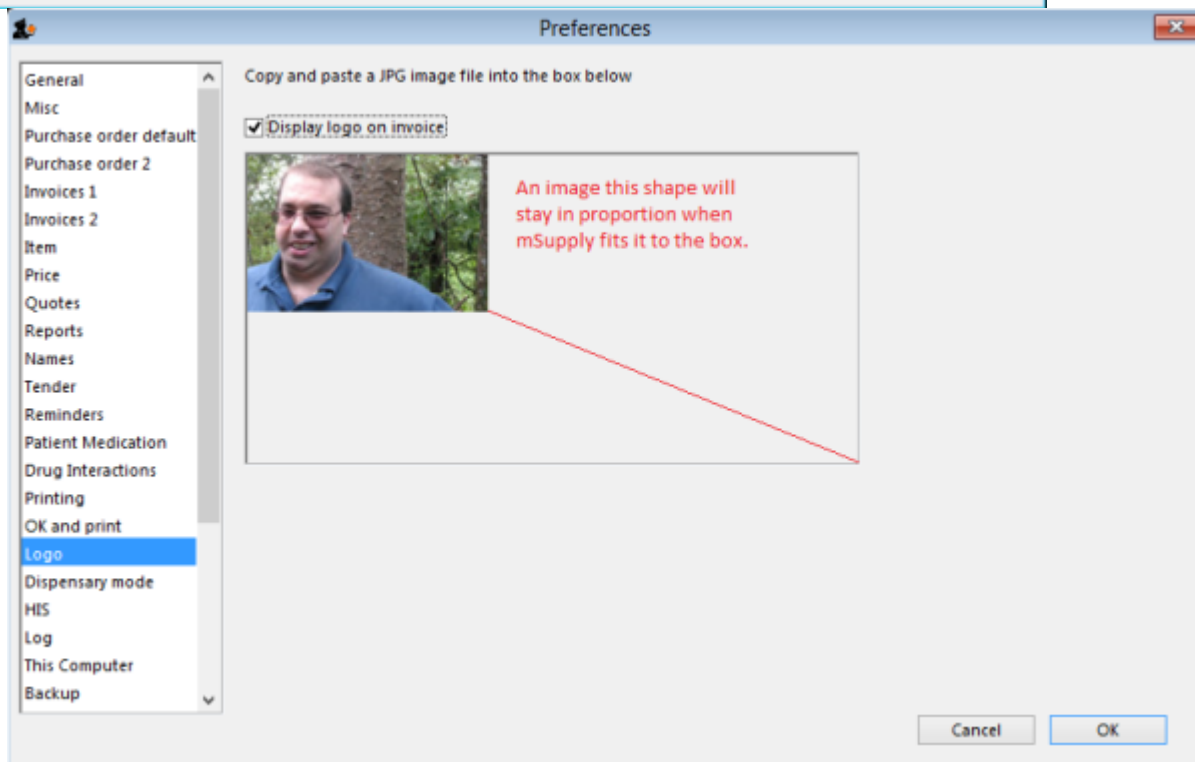 Preferences
General
Misc
Purchase order default
Purchase order 2
Invoices 1
Invoices 2
Item
Price
Quotes
Reports
Names
Tender
Reminders
Patient Medication
Drug Interactions
Printing
OK and print
Logo
Dispensary mode
HIS
Log
This Computer
Backup
Copy and paste a JPG image file into the box below
Display logo on invoice
An image this shape will
stay in proportion when
mSupply fits it to the box.
Cancel
OK